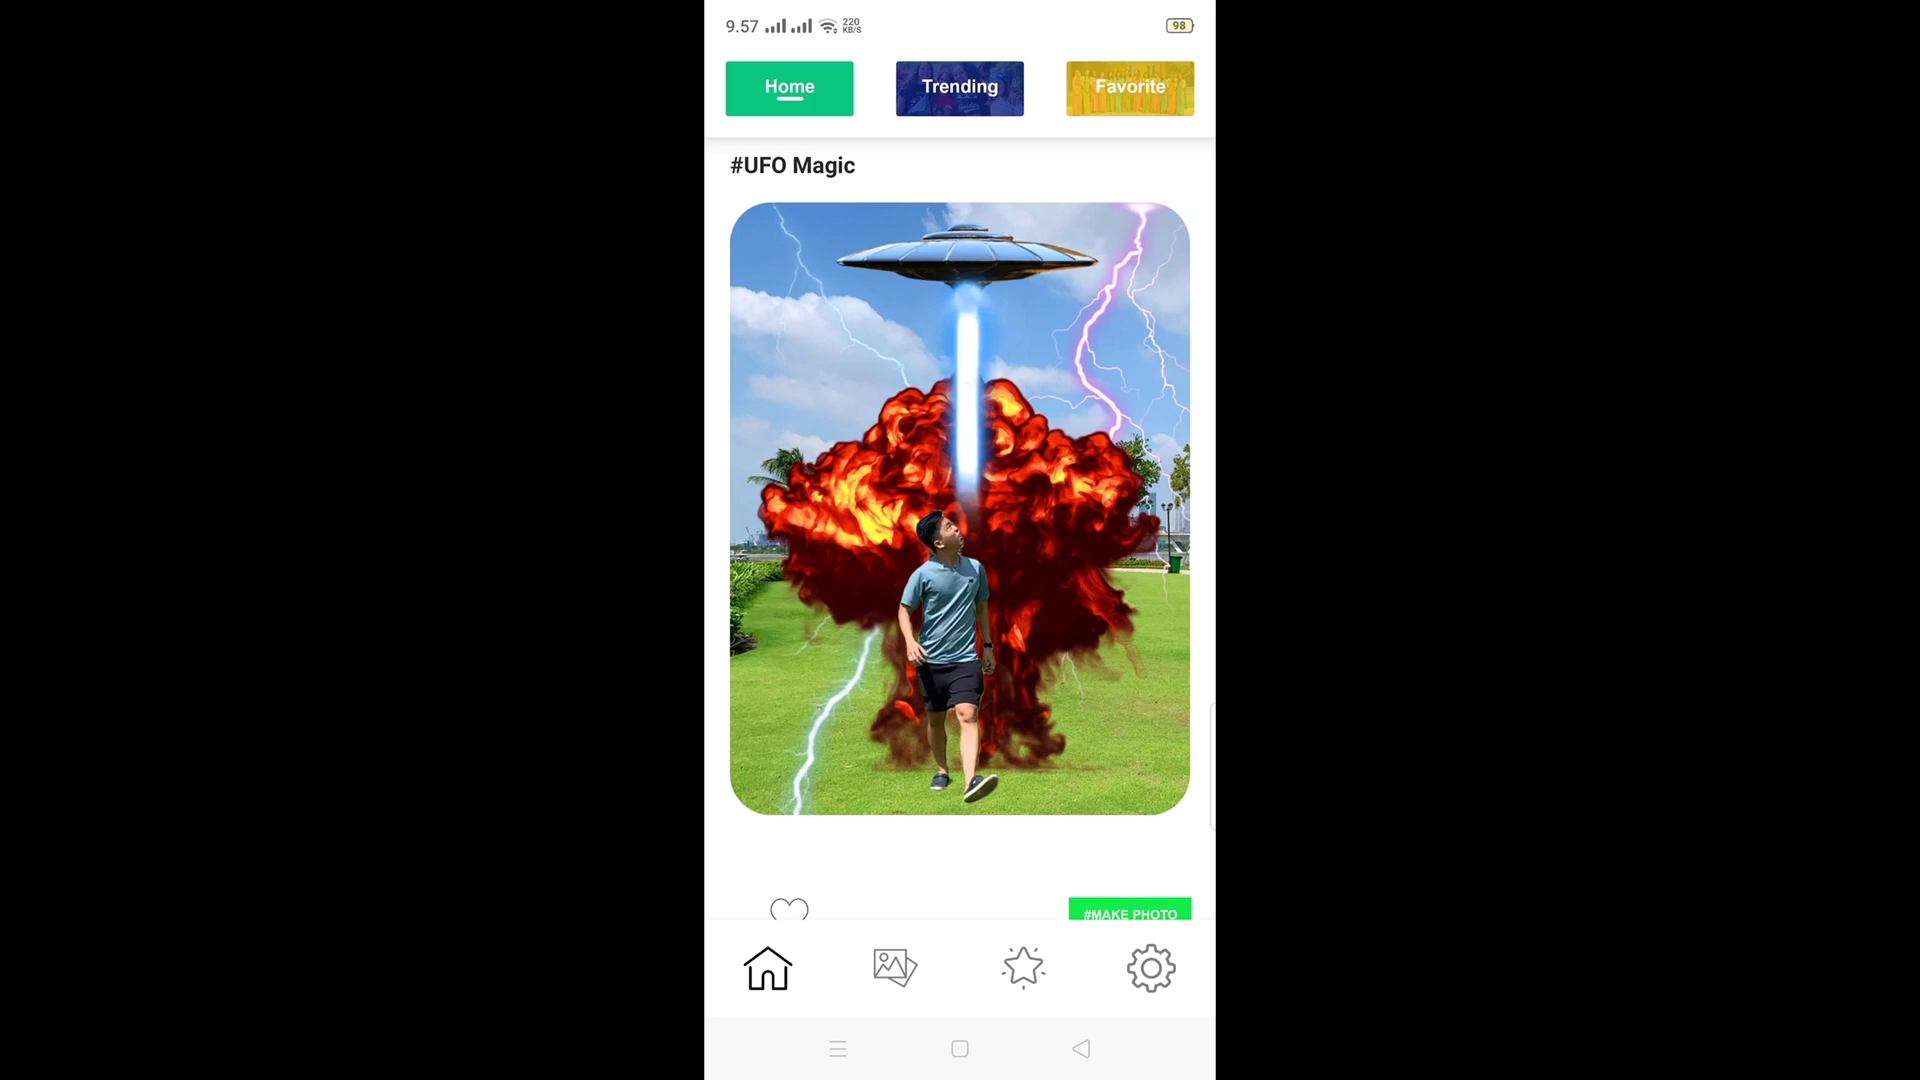 9.57 220 KB/S 98
Home Trending Favorite
#UFO Magic
#MAKE PHOTO